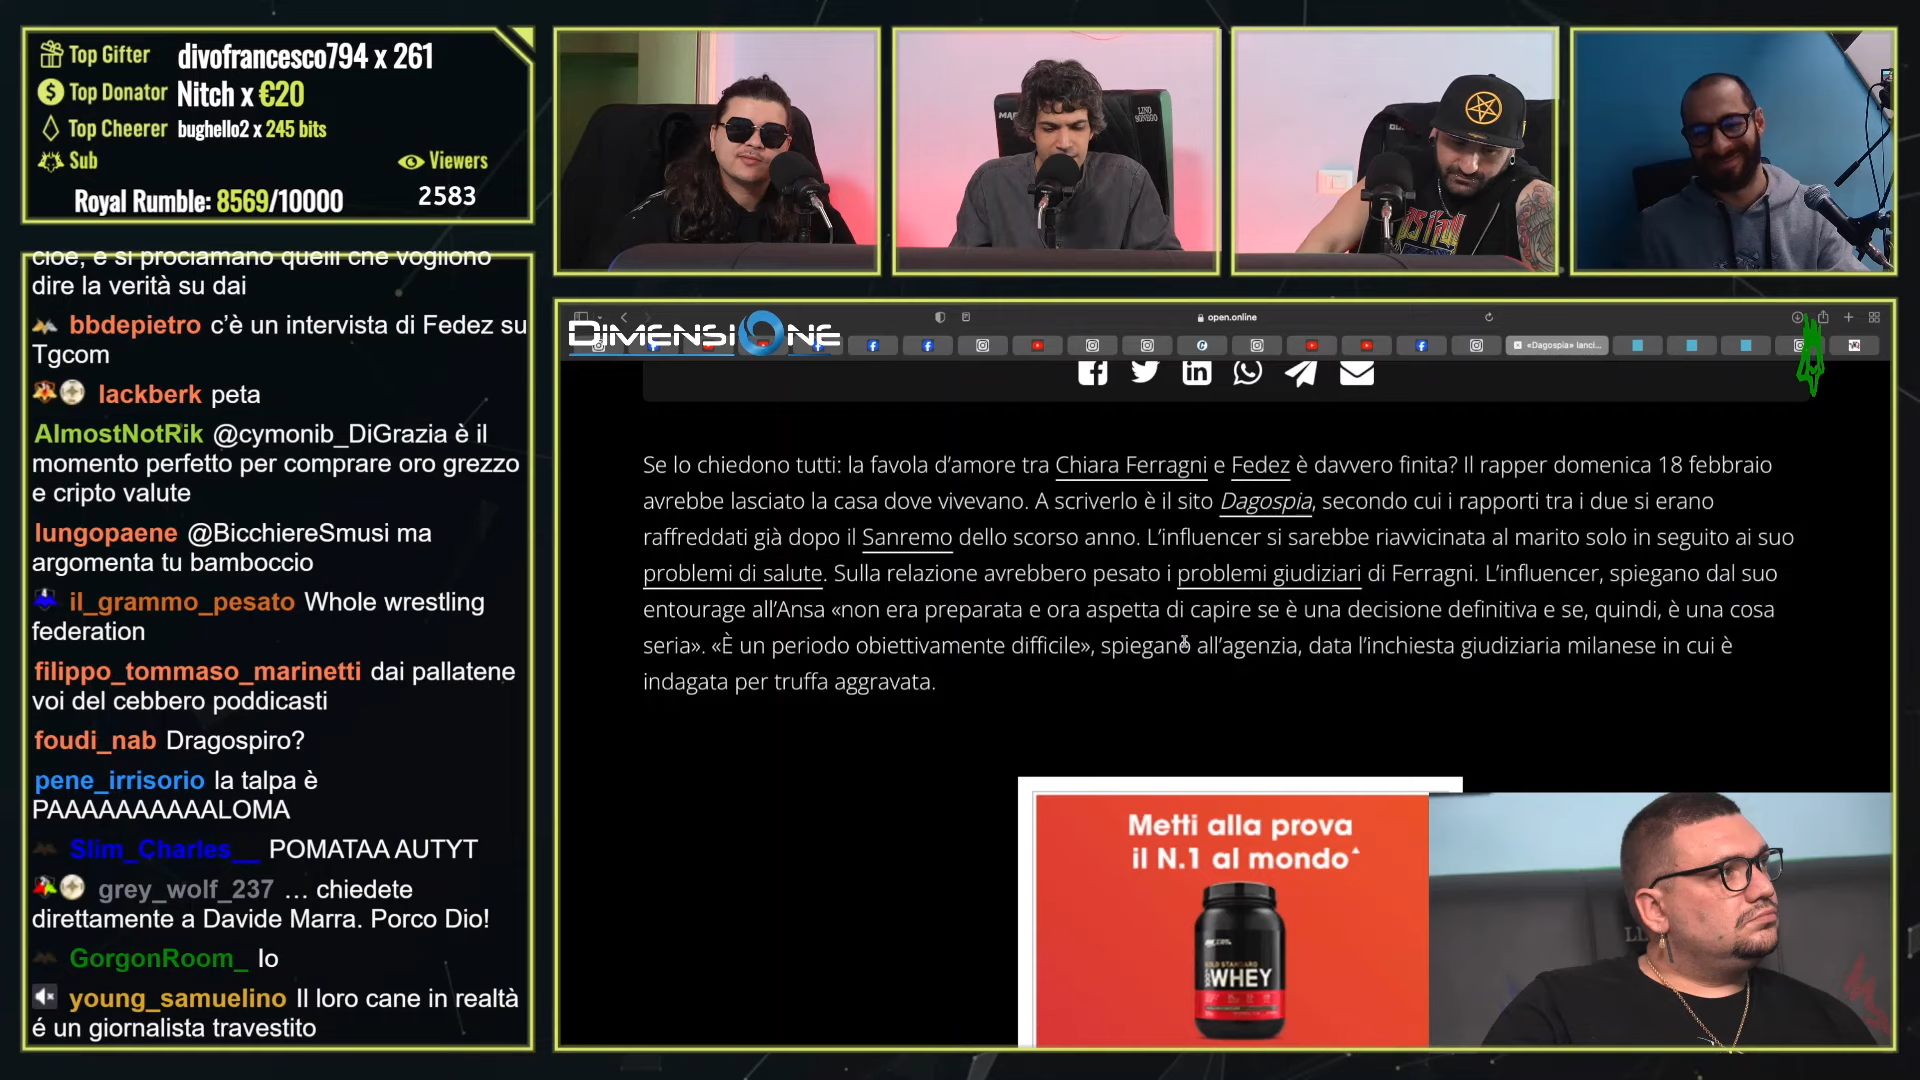 Top Gifter divofrancesco794 x 261
Top Donator Nitch x €20
Top Cheerer bughello2 x 245 bits
Sub
Viewers
Royal Rumble: 8569/10000
2583
cioè, e si proclamano quelli che vogliono
dire la verità su dai
bbdepietro c’è un intervista di Fedez su
Tgcom
lackberk peta
AlmostNotRik @cymonib_DiGrazia è il
momento perfetto per comprare oro grezzo
e cripto valute
lungopaene @BicchiereSmusi ma
argomenta tu bamboccio
il_grammo_pesato Whole wrestling
federation
filippo_tommaso_marinetti dai pallatene
voi del cebbero poddicasti
foudi_nab Dragospiro?
pene_irrisorio la talpa è
PAAAAAAAAAALOMA
Slim_Charles__ POMATAA AUTYT
grey_wolf_237 … chiedete
direttamente a Davide Marra. Porco Dio!
GorgonRoom_ lo
young_samuelino Il loro cane in realtà
é un giornalista travestito
LINO
SONEGO
DIMENSIONE
open.online
«Dagospia» lanci...
Se lo chiedono tutti: la favola d’amore tra Chiara Ferragni e Fedez è davvero finita? Il rapper domenica 18 febbraio
avrebbe lasciato la casa dove vivevano. A scriverlo è il sito Dagospia, secondo cui i rapporti tra i due si erano
raffreddati già dopo il Sanremo dello scorso anno. L’influencer si sarebbe riavvicinata al marito solo in seguito ai suo
problemi di salute. Sulla relazione avrebbero pesato i problemi giudiziari di Ferragni. L’influencer, spiegano dal suo
entourage all’Ansa «non era preparata e ora aspetta di capire se è una decisione definitiva e se, quindi, è una cosa
seria». «È un periodo obiettivamente difficile», spiegano all’agenzia, data l’inchiesta giudiziaria milanese in cui è
indagata per truffa aggravata.
Metti alla prova
il N.1 al mondo▲
GOLD STANDARD
WHEY